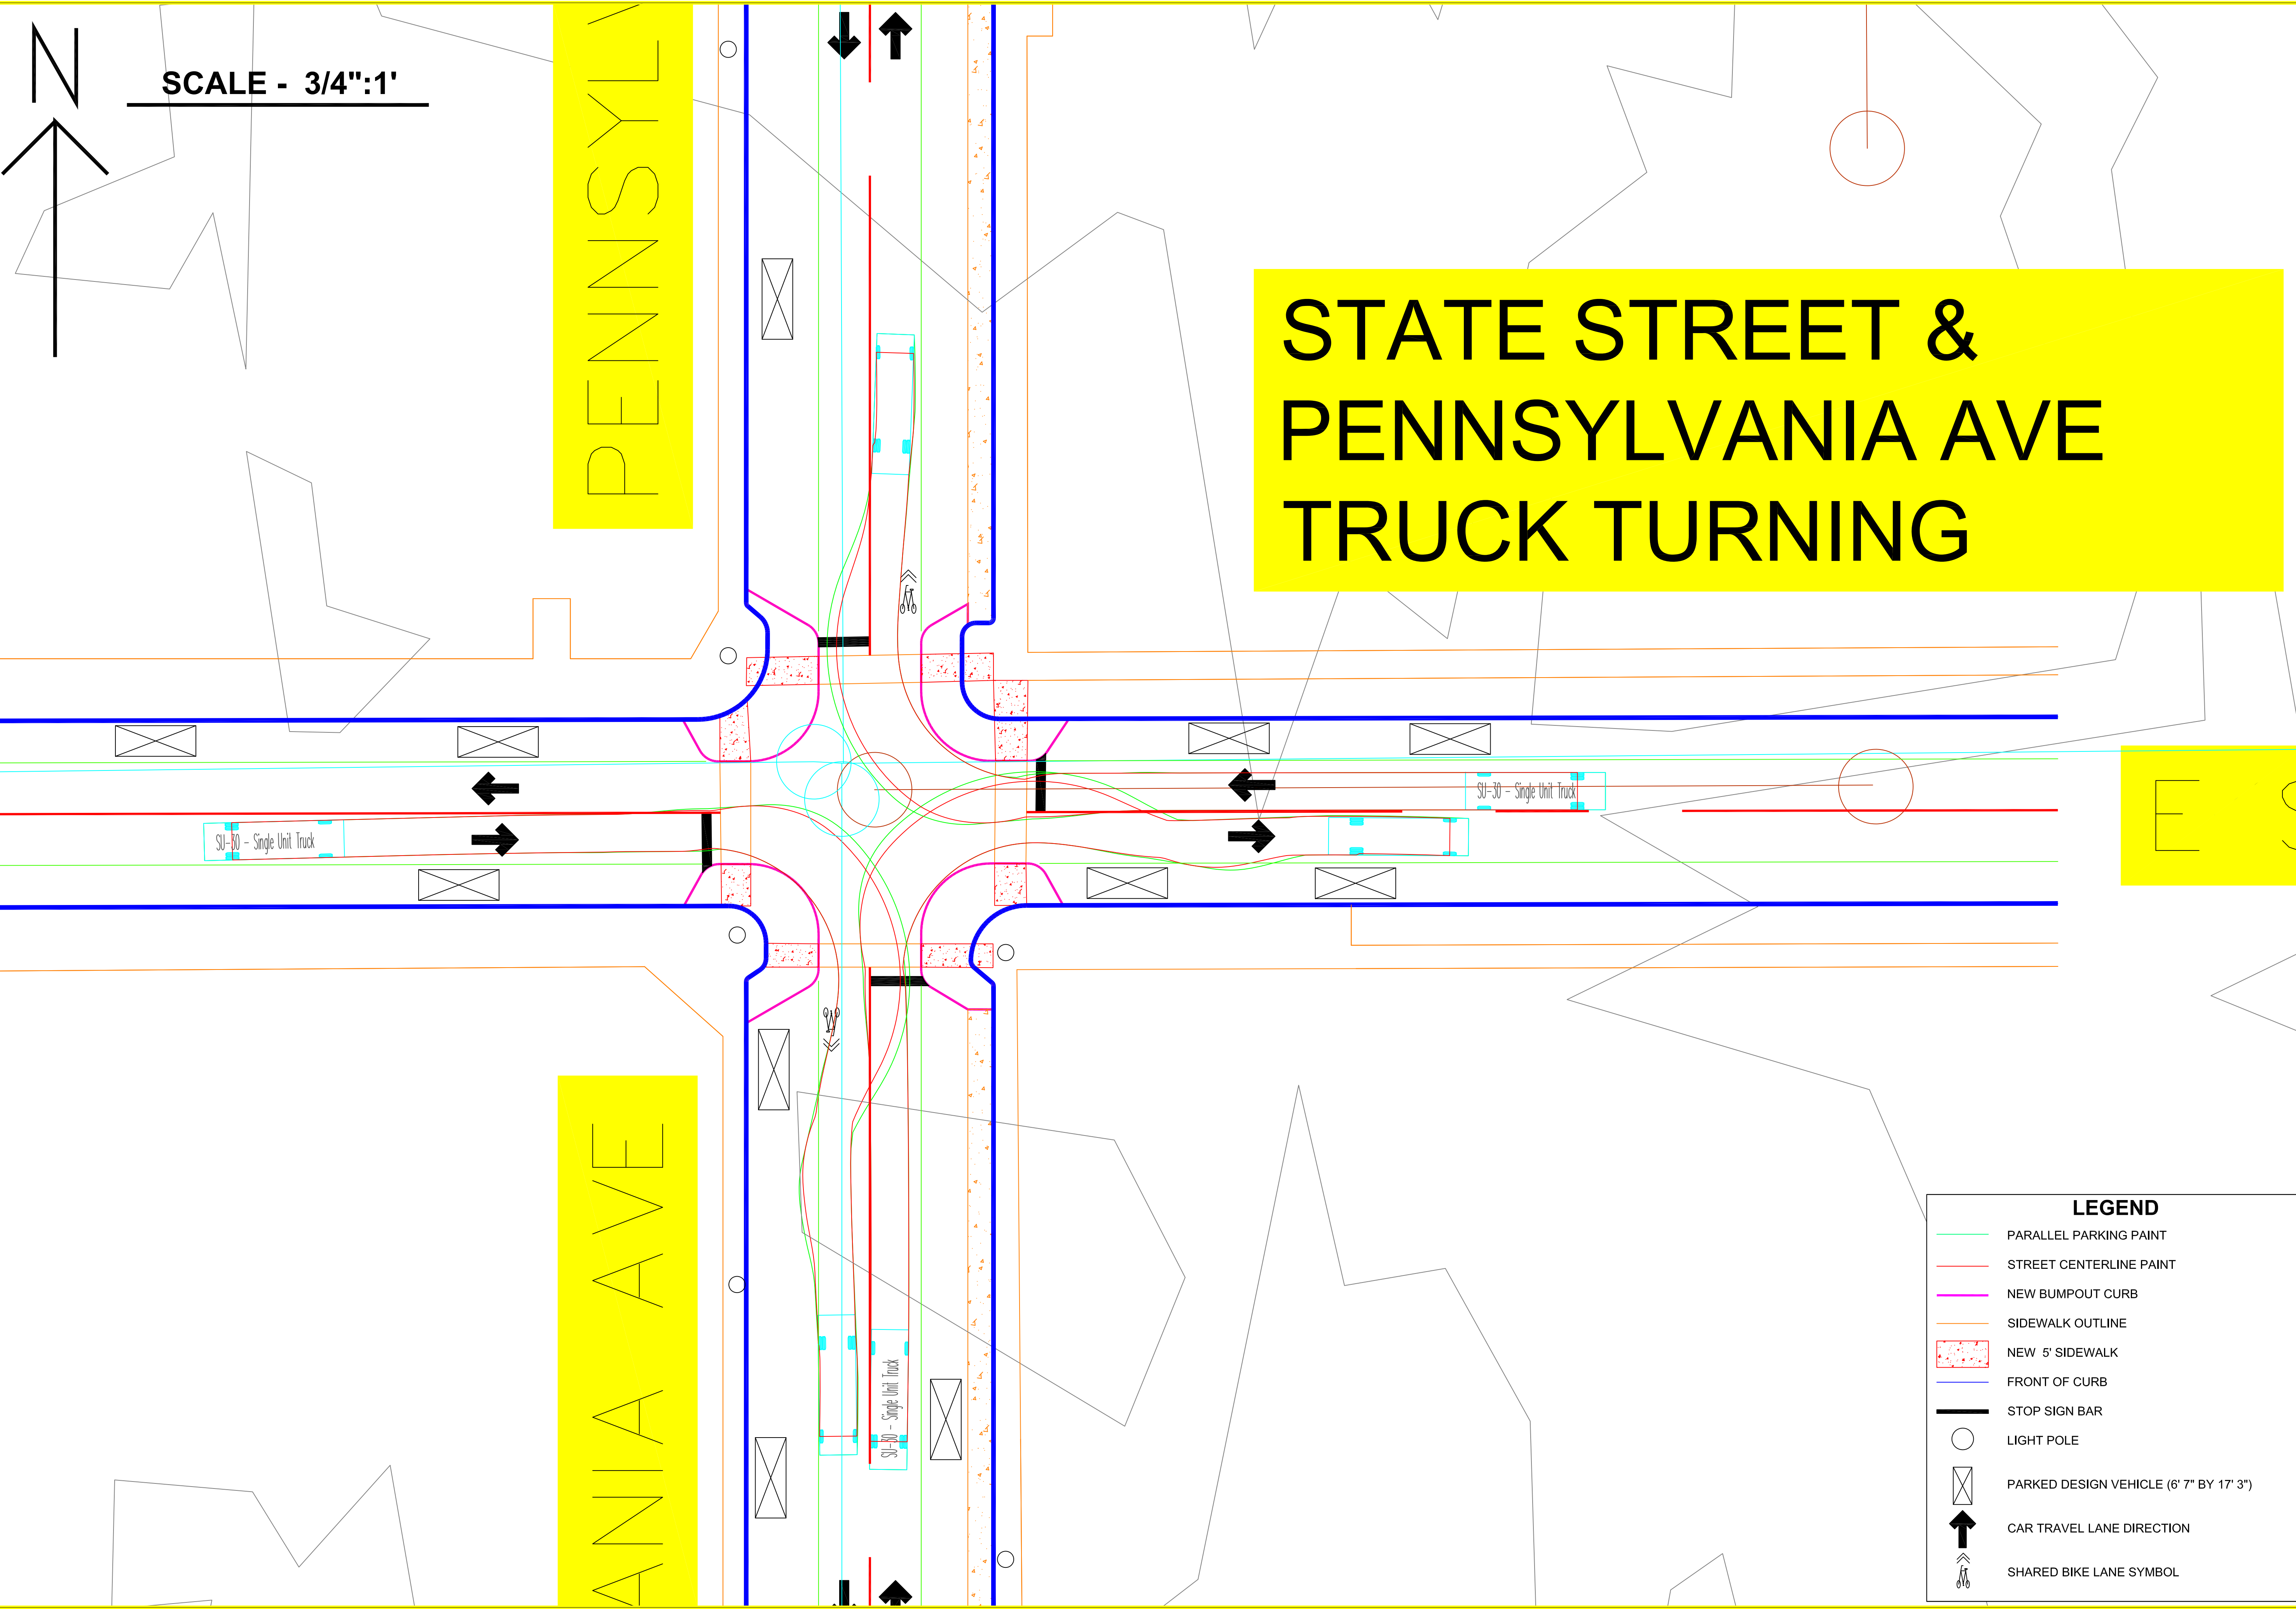 N
SCALE - 3/4":1'
PENNSYLV
STATE STREET &
PENNSYLVANIA AVE
TRUCK TURNING
SU-30 - Single Unit Truck
SU-30 - Single Unit Truck
E S
ANIA AVE
SU-30 - Single Unit Truck
LEGEND
PARALLEL PARKING PAINT
STREET CENTERLINE PAINT
NEW BUMPOUT CURB
SIDEWALK OUTLINE
NEW 5' SIDEWALK
FRONT OF CURB
STOP SIGN BAR
LIGHT POLE
PARKED DESIGN VEHICLE (6' 7" BY 17' 3")
CAR TRAVEL LANE DIRECTION
SHARED BIKE LANE SYMBOL